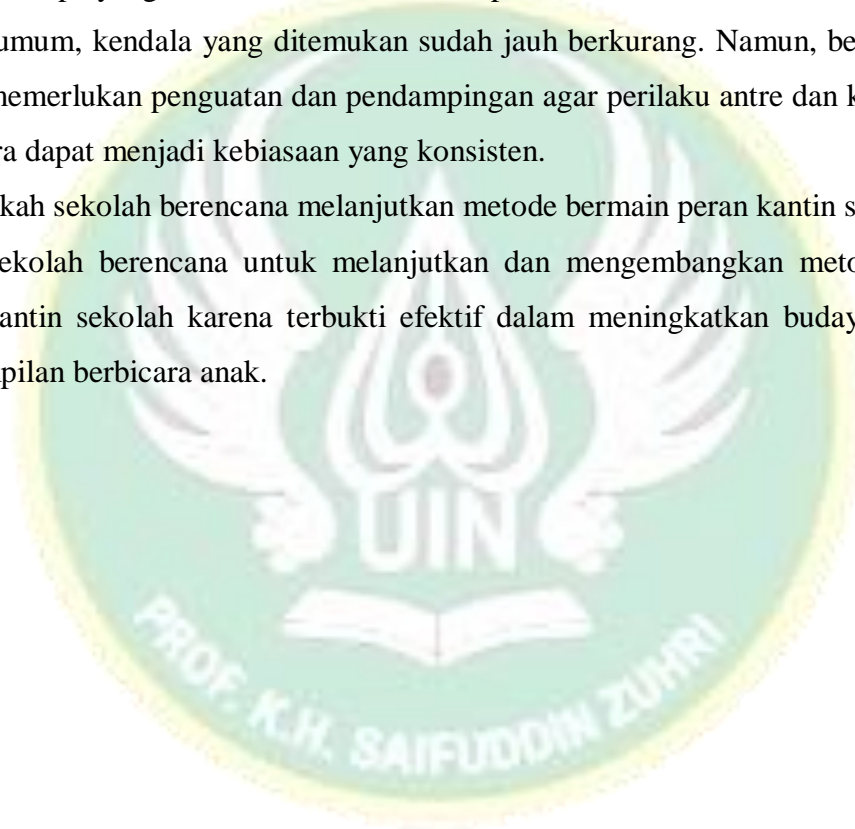 umum, kendala yang ditemukan sudah jauh berkurang. Namun, be
memerlukan penguatan dan pendampingan agar perilaku antre dan k
ra dapat menjadi kebiasaan yang konsisten.
kah sekolah berencana melanjutkan metode bermain peran kantin s
sekolah berencana untuk melanjutkan dan mengembangkan meto
kantin sekolah karena terbukti efektif dalam meningkatkan buday
pilan berbicara anak.
UIN
PROF. K.H. SAIFUDDIN ZUHRI